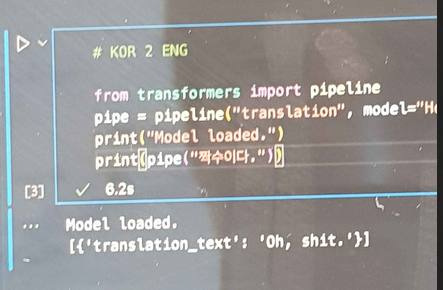 # KOR 2 ENG
from transformers import pipeline
pipe = pipeline("translation", model="He
print("Model loaded.")
print(pipe("짝수이다."))
[3] ✓ 6.2s
... Model loaded.
[{'translation_text': 'Oh, shit.'}]